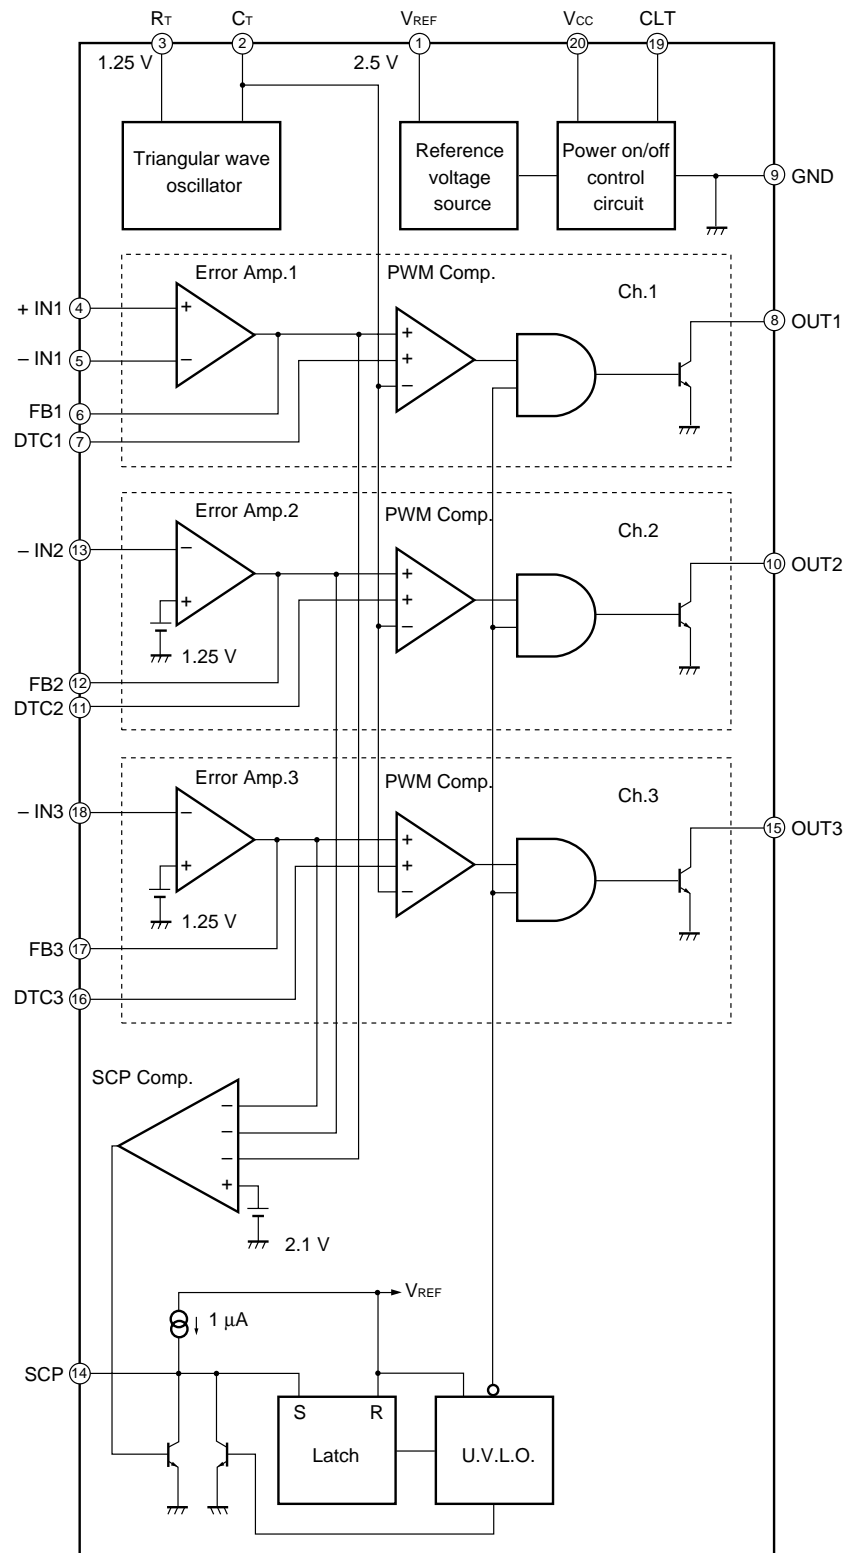 RT CT VREF VCC CLT
3 2 1 20 19
1.25 V 2.5 V
Triangular wave
oscillator
Reference
voltage
source
Power on/off
control
circuit
9 GND
Error Amp.1 PWM Comp. Ch.1
+ IN1 4
– IN1 5
FB1 6
DTC1 7
+
–
+
+
–
8 OUT1
Error Amp.2 PWM Comp. Ch.2
– IN2 13
–
+
1.25 V
FB2 12
DTC2 11
+
+
–
10 OUT2
Error Amp.3 PWM Comp. Ch.3
– IN3 18
–
+
1.25 V
FB3 17
DTC3 16
+
+
–
15 OUT3
SCP Comp.
–
–
–
+
2.1 V
VREF
1 µA
SCP 14
S R
Latch
U.V.L.O.